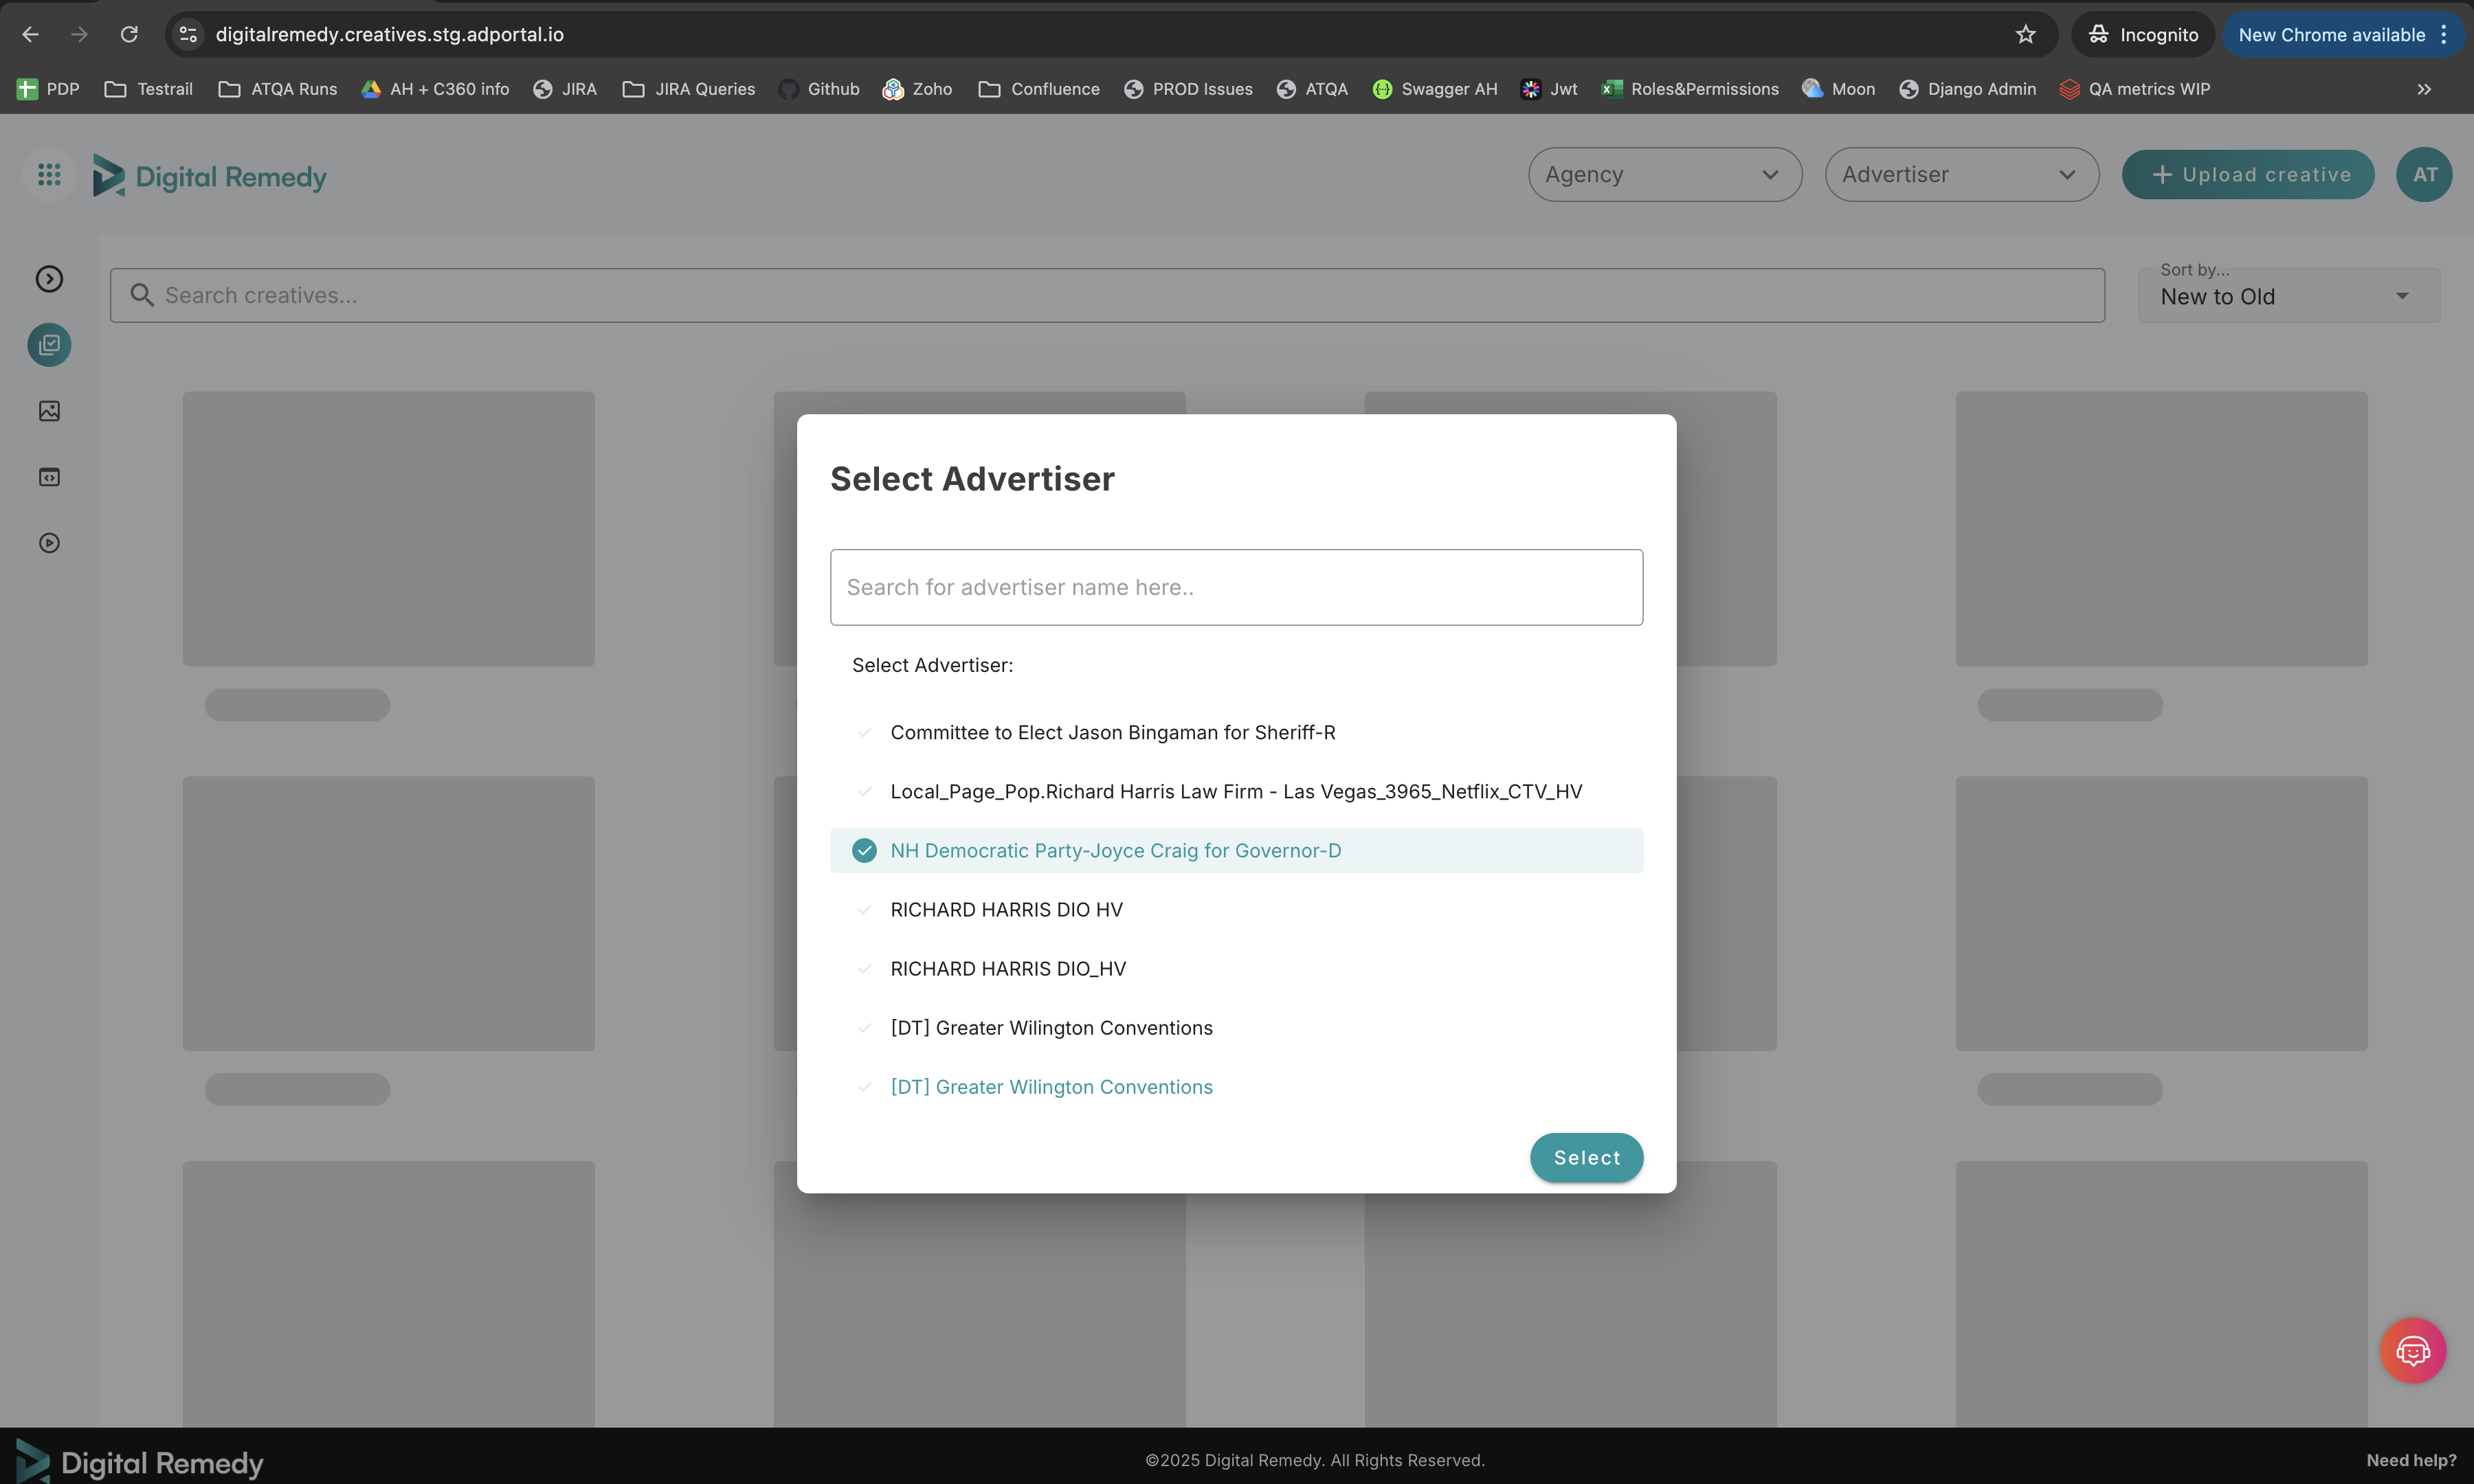 digitalremedy.creatives.stg.adportal.io
Incognito
New Chrome available
PDP
Testrail
ATQA Runs
AH + C360 info
JIRA
JIRA Queries
Github
Zoho
Confluence
PROD Issues
ATQA
Swagger AH
Jwt
Roles&Permissions
Moon
Django Admin
QA metrics WIP
Digital Remedy
Agency
Advertiser
Upload creative
AT
Search creatives...
Sort by...
New to Old
Select Advertiser
Search for advertiser name here..
Select Advertiser:
Committee to Elect Jason Bingaman for Sheriff-R
Local_Page_Pop.Richard Harris Law Firm - Las Vegas_3965_Netflix_CTV_HV
NH Democratic Party-Joyce Craig for Governor-D
RICHARD HARRIS DIO HV
RICHARD HARRIS DIO_HV
[DT] Greater Wilington Conventions
[DT] Greater Wilington Conventions
Select
Digital Remedy
©2025 Digital Remedy. All Rights Reserved.
Need help?